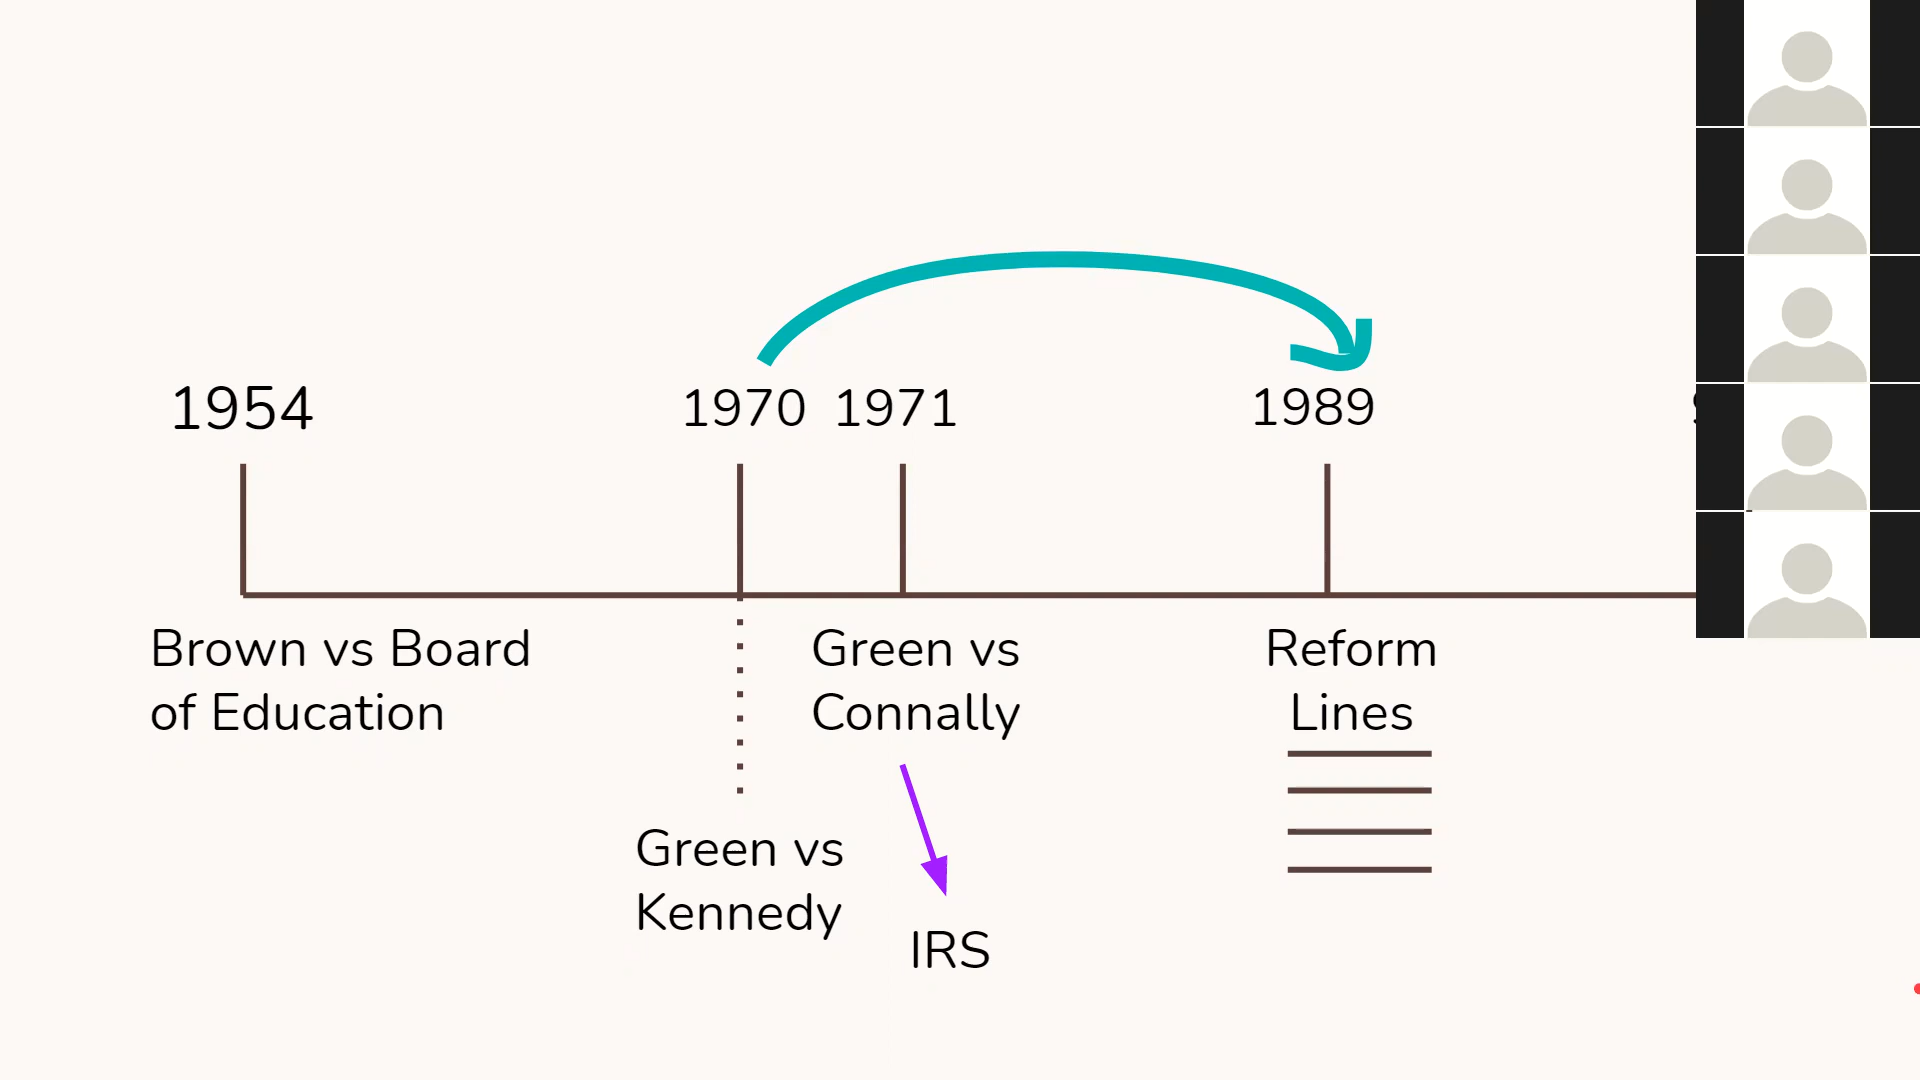 1954
1970
1971
1989
Brown vs Board
of Education
Green vs
Connally
Reform
Lines
Green vs
Kennedy
IRS